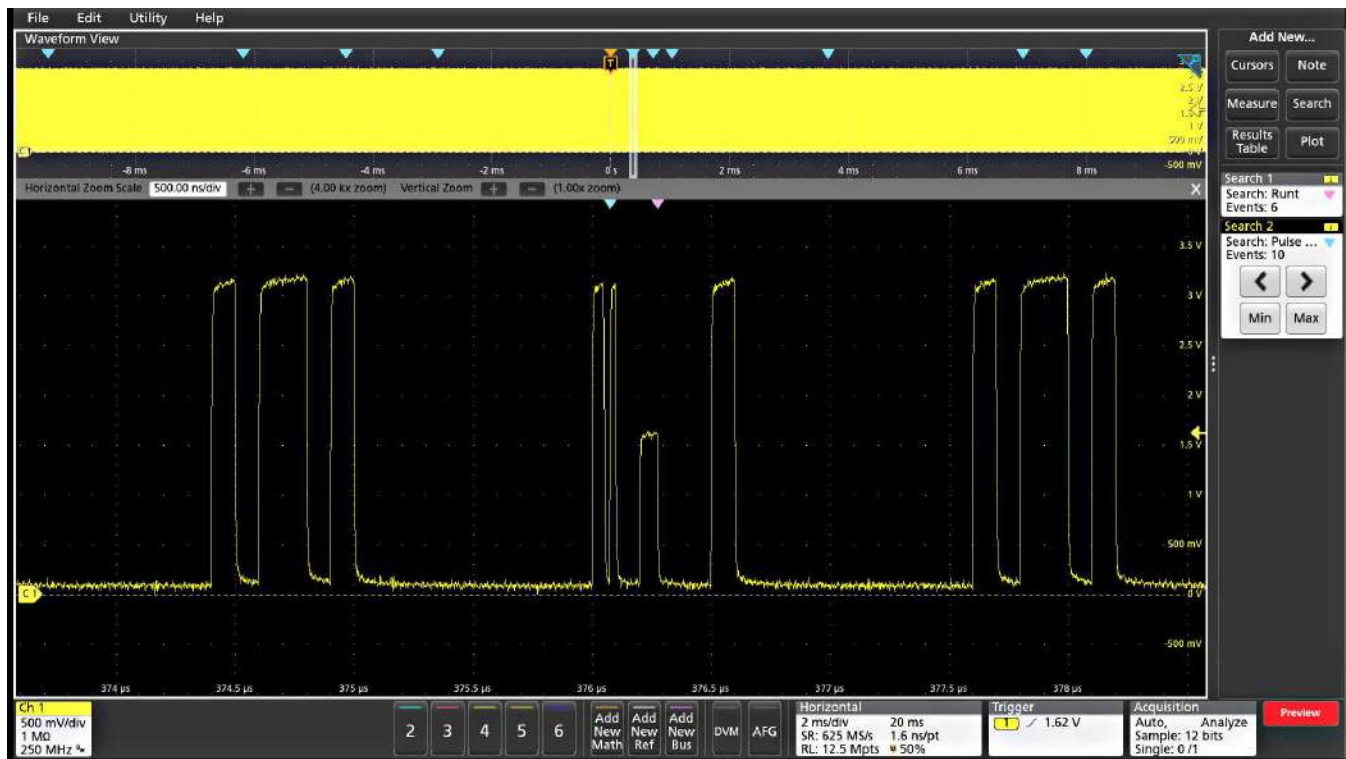 File Edit Utility Help
Waveform View
Add New...
Cursors Note
Measure Search
Results Table Plot
2.5 V
1 V
-500 mV
-8 ms -6 ms -4 ms -2 ms 0 s 2 ms 4 ms 6 ms 8 ms
T
C1
Horizontal Zoom Scale 500.00 ns/div + - (4.00 kx zoom) Vertical Zoom + - (1.00x zoom) X
Search 1 1
Search: Runt
Events: 6
Search 2 1
Search: Pulse ...
Events: 10
< >
Min Max
3.5 V
3 V
2.5 V
2 V
1.5 V
1 V
500 mV
C1 0 V
-500 mV
374 µs 374.5 µs 375 µs 375.5 µs 376 µs 376.5 µs 377 µs 377.5 µs 378 µs
Ch 1
500 mV/div
1 MΩ
250 MHz
2 3 4 5 6
Add New Math
Add New Ref
Add New Bus
DVM AFG
Horizontal
2 ms/div 20 ms
SR: 625 MS/s 1.6 ns/pt
RL: 12.5 Mpts 50%
Trigger
1 1.62 V
Acquisition
Auto, Analyze
Sample: 12 bits
Single: 0 /1
Preview